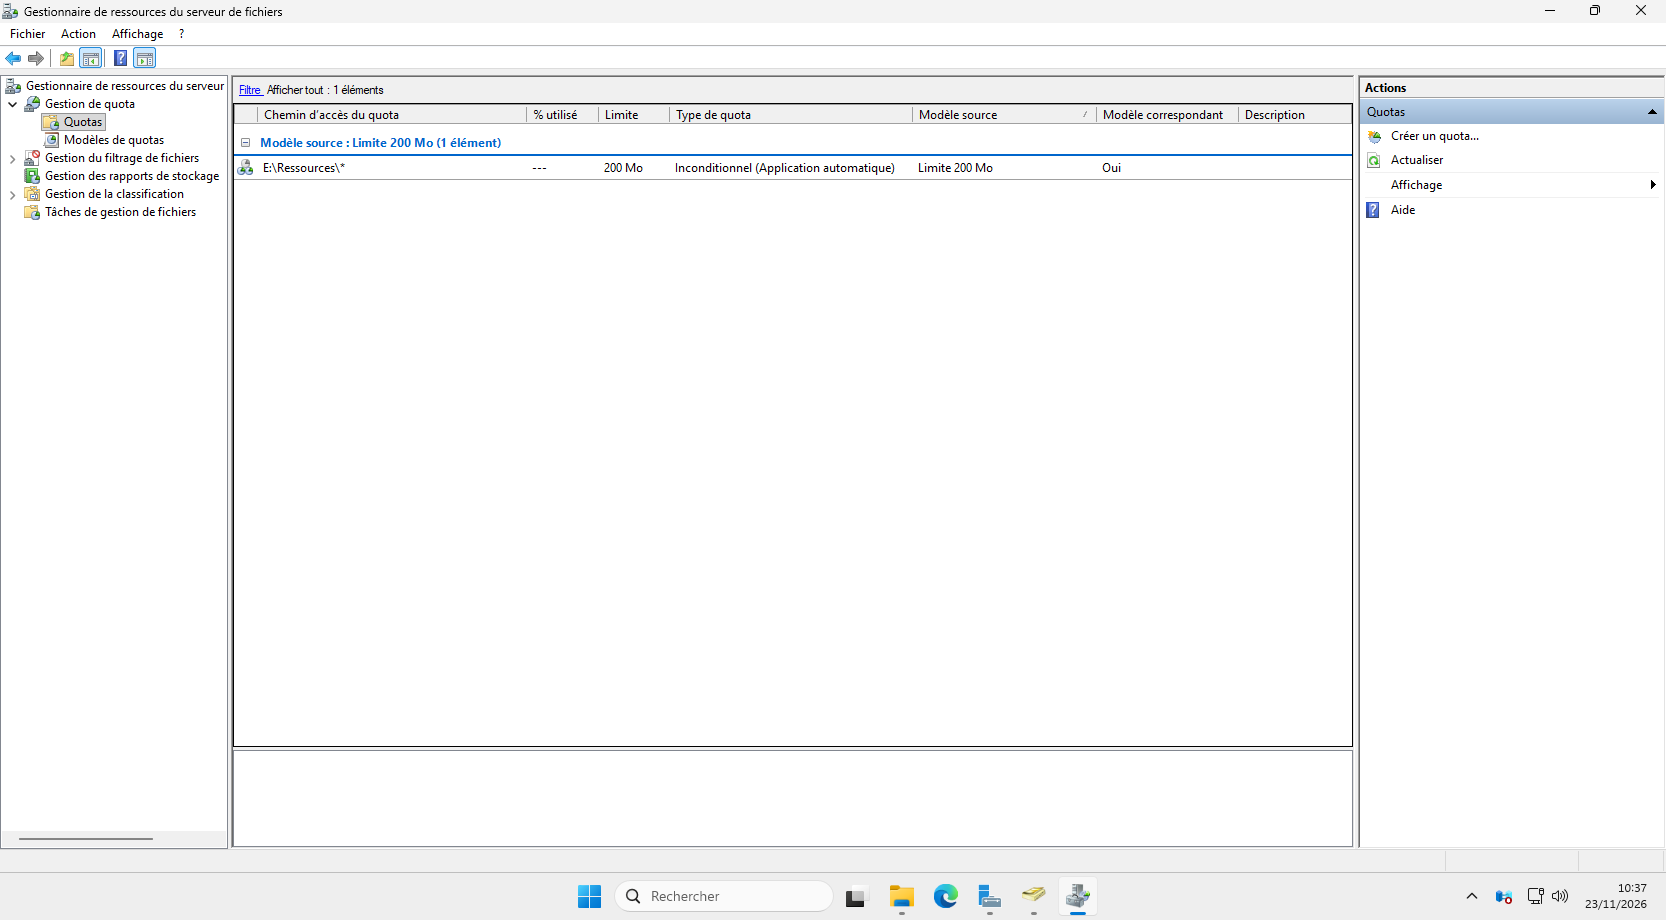 Gestionnaire de ressources du serveur de fichiers
Fichier Action Affichage ?
Gestionnaire de ressources du serveur
Gestion de quota
Quotas
Modèles de quotas
Gestion du filtrage de fichiers
Gestion des rapports de stockage
Gestion de la classification
Tâches de gestion de fichiers
Filtre Afficher tout : 1 éléments
Chemin d'accès du quota % utilisé Limite Type de quota Modèle source Modèle correspondant Description
Modèle source : Limite 200 Mo (1 élément)
E:\Ressources\* --- 200 Mo Inconditionnel (Application automatique) Limite 200 Mo Oui
Actions
Quotas
Créer un quota...
Actualiser
Affichage
Aide
Rechercher
10:37
23/11/2026